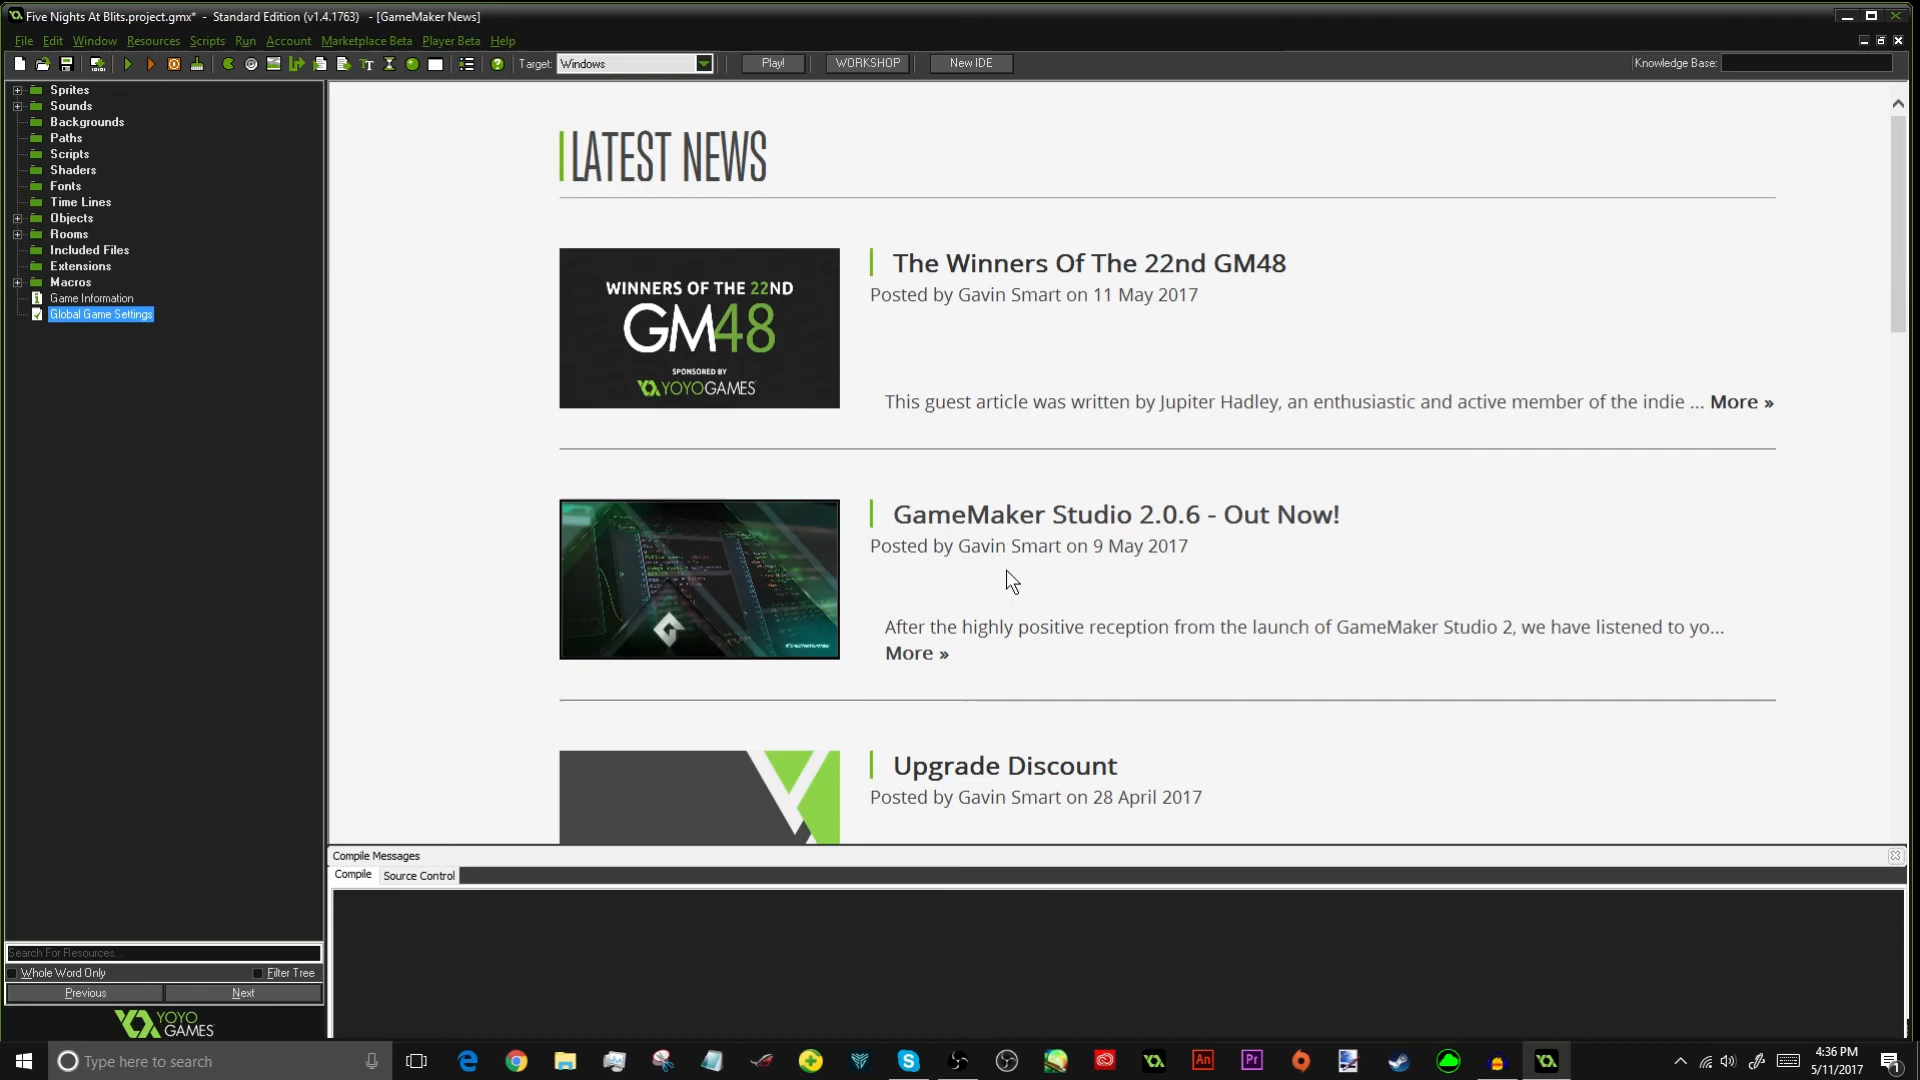 Five Nights At Blits.project.gmx* - Standard Edition (v1.4.1763) - [GameMaker News]
File Edit Window Resources Scripts Run Account Marketplace Beta Player Beta Help
Target: Windows Play! WORKSHOP New IDE Knowledge Base:
Sprites
Sounds
Backgrounds
Paths
Scripts
Shaders
Fonts
Time Lines
Objects
Rooms
Included Files
Extensions
Macros
Game Information
Global Game Settings
LATEST NEWS
WINNERS OF THE 22ND
GM48
SPONSORED BY
YOYOGAMES
The Winners Of The 22nd GM48
Posted by Gavin Smart on 11 May 2017
This guest article was written by Jupiter Hadley, an enthusiastic and active member of the indie ... More »
GameMaker Studio 2.0.6 - Out Now!
Posted by Gavin Smart on 9 May 2017
After the highly positive reception from the launch of GameMaker Studio 2, we have listened to yo...
More »
Upgrade Discount
Posted by Gavin Smart on 28 April 2017
Compile Messages
Compile Source Control
Search For Resources...
Whole Word Only Filter Tree
Previous Next
YOYO
GAMES
Type here to search
An Pr
4:36 PM
5/11/2017
1